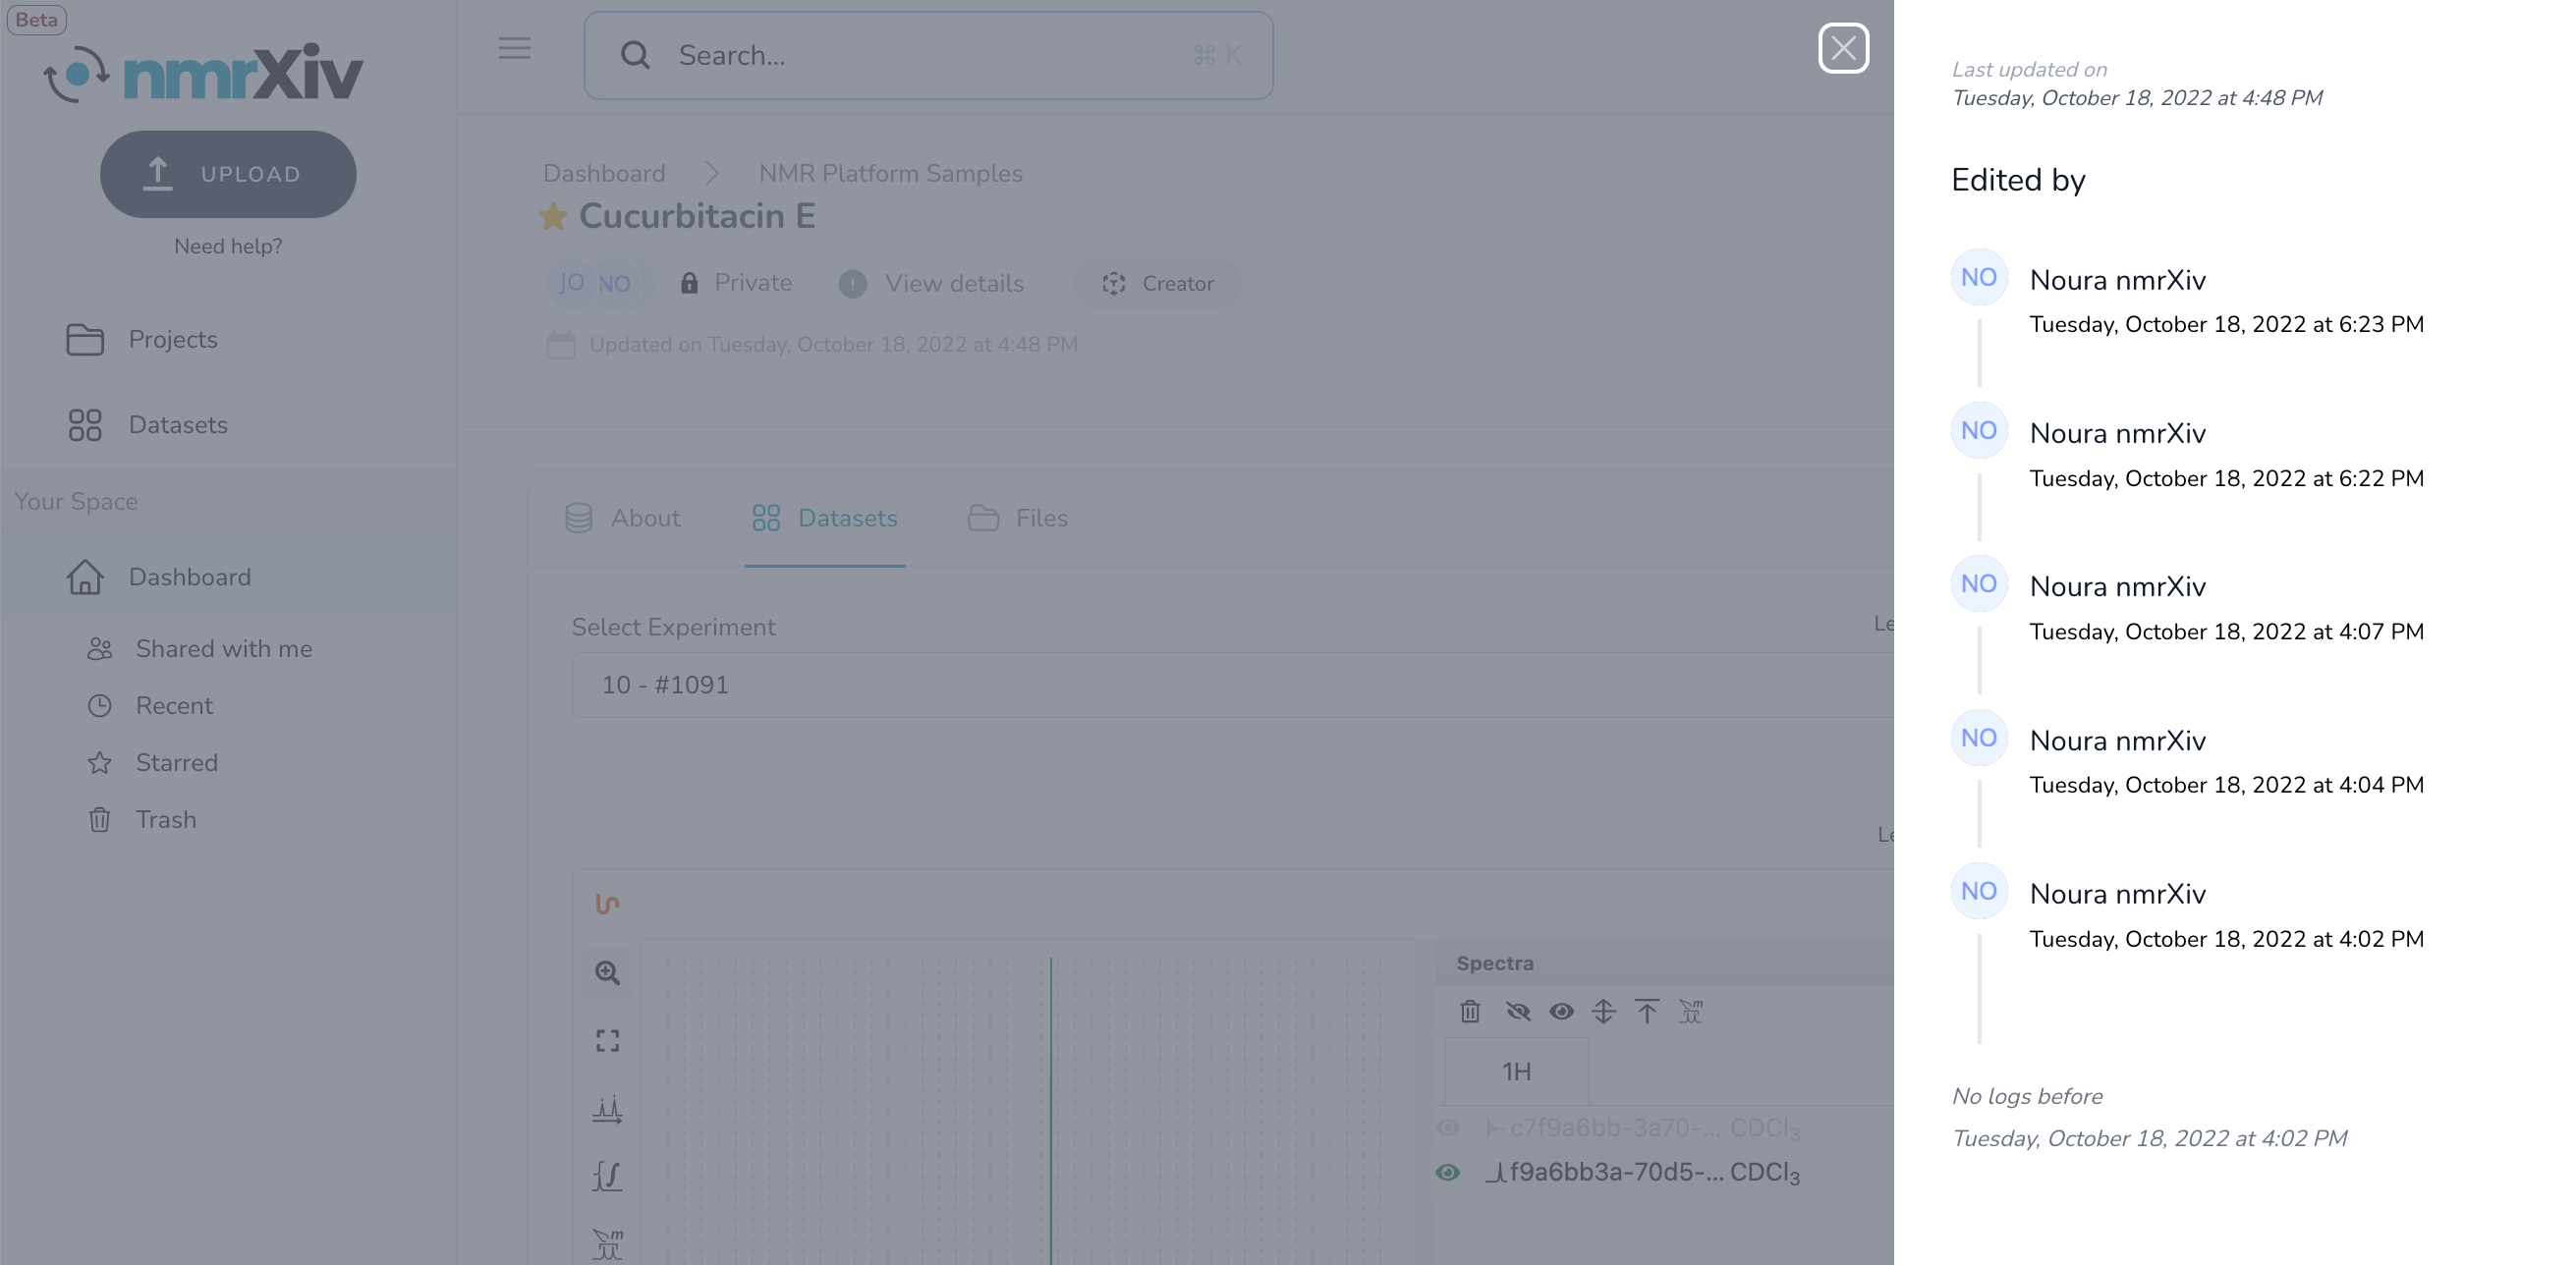 Beta
nmrXiv
UPLOAD
Need help?
Projects
Datasets
Your Space
Dashboard
Shared with me
Recent
Starred
Trash
Search...
⌘ K
Dashboard
NMR Platform Samples
Cucurbitacin E
JO
NO
Private
View details
Creator
Updated on Tuesday, October 18, 2022 at 4:48 PM
About
Datasets
Files
Select Experiment
Le
10 - #1091
Le
Spectra
1H
c7f9a6bb-3a70-... CDCl3
f9a6bb3a-70d5-... CDCl3
Last updated on
Tuesday, October 18, 2022 at 4:48 PM
Edited by
NO
Noura nmrXiv
Tuesday, October 18, 2022 at 6:23 PM
NO
Noura nmrXiv
Tuesday, October 18, 2022 at 6:22 PM
NO
Noura nmrXiv
Tuesday, October 18, 2022 at 4:07 PM
NO
Noura nmrXiv
Tuesday, October 18, 2022 at 4:04 PM
NO
Noura nmrXiv
Tuesday, October 18, 2022 at 4:02 PM
No logs before
Tuesday, October 18, 2022 at 4:02 PM